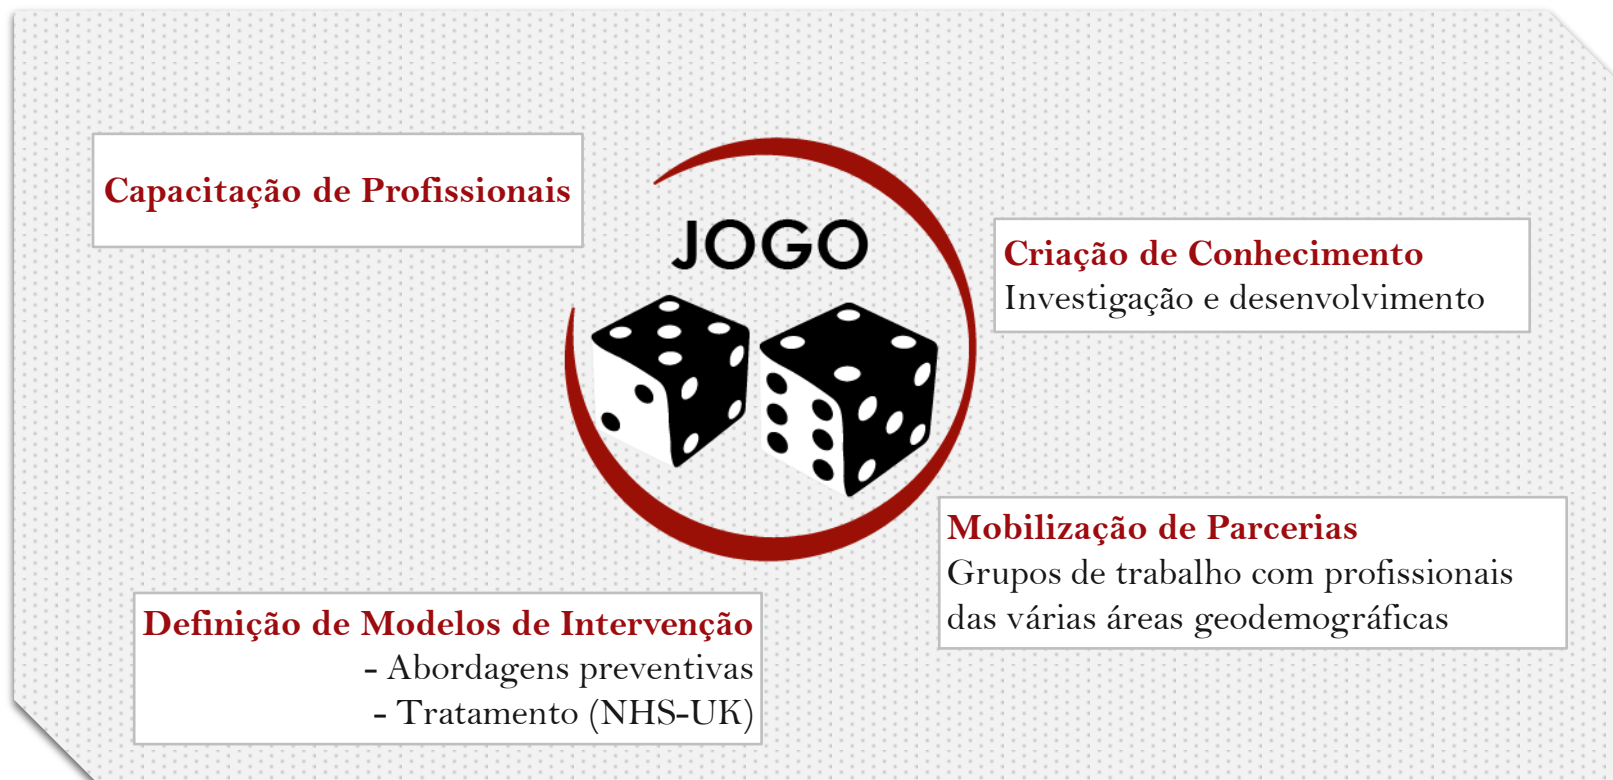 Capacitação de Profissionais
JOGO
Criação de Conhecimento
Investigação e desenvolvimento
Mobilização de Parcerias
Grupos de trabalho com profissionais
das várias áreas geodemográficas
Definição de Modelos de Intervenção
- Abordagens preventivas
- Tratamento (NHS-UK)